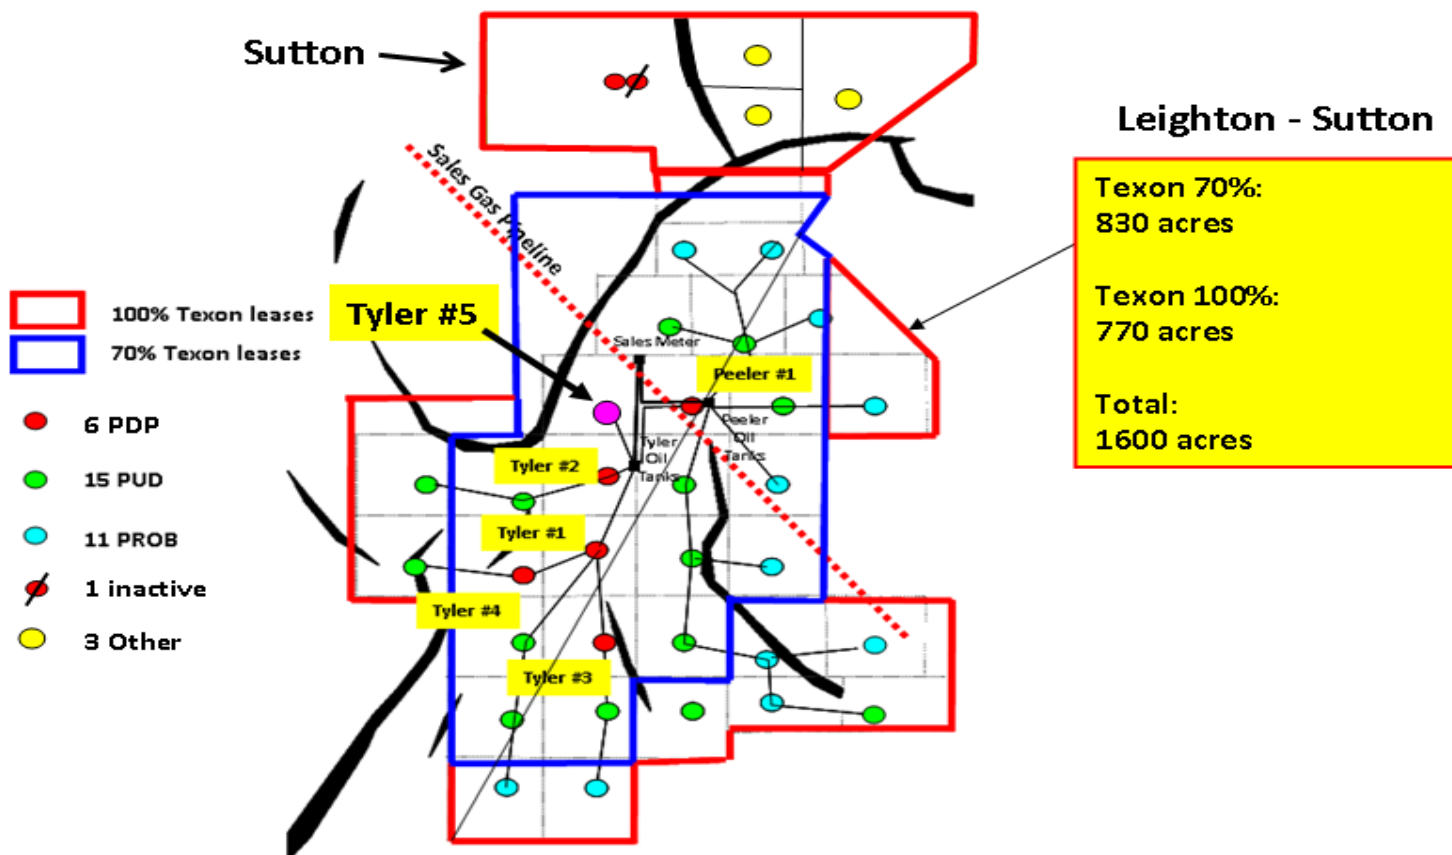 Sutton
Leighton - Sutton
Texon 70%:
830 acres
Texon 100%:
770 acres
Total:
1600 acres
Sales Gas Pipeline
100% Texon leases
70% Texon leases
Tyler #5
Sales Meter
Peeler #1
6 PDP
15 PUD
11 PROB
1 inactive
3 Other
Peeler
Oil
Tanks
Tyler
Oil
Tanks
Tyler #2
Tyler #1
Tyler #4
Tyler #3